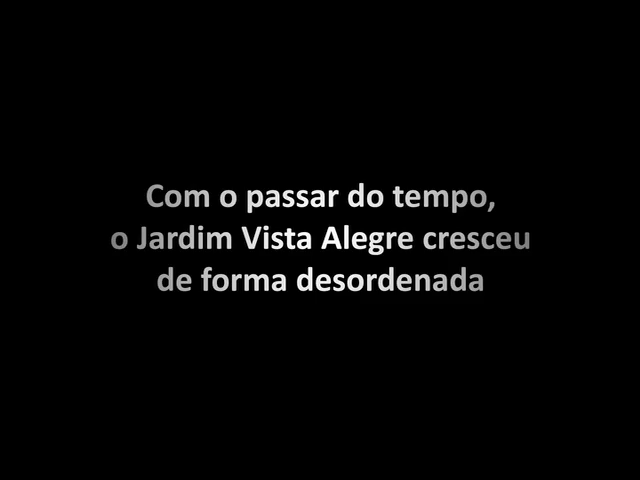 Com o passar do tempo,
o Jardim Vista Alegre cresceu
de forma desordenada